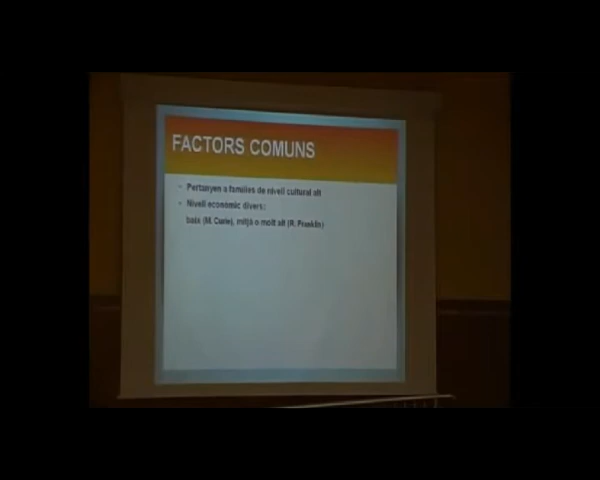 FACTORS COMUNS
- Pertanyen a famílies de nivell cultural alt
- Nivell econòmic divers:
baix (M. Curie), mitjà o molt alt (R. Franklin)